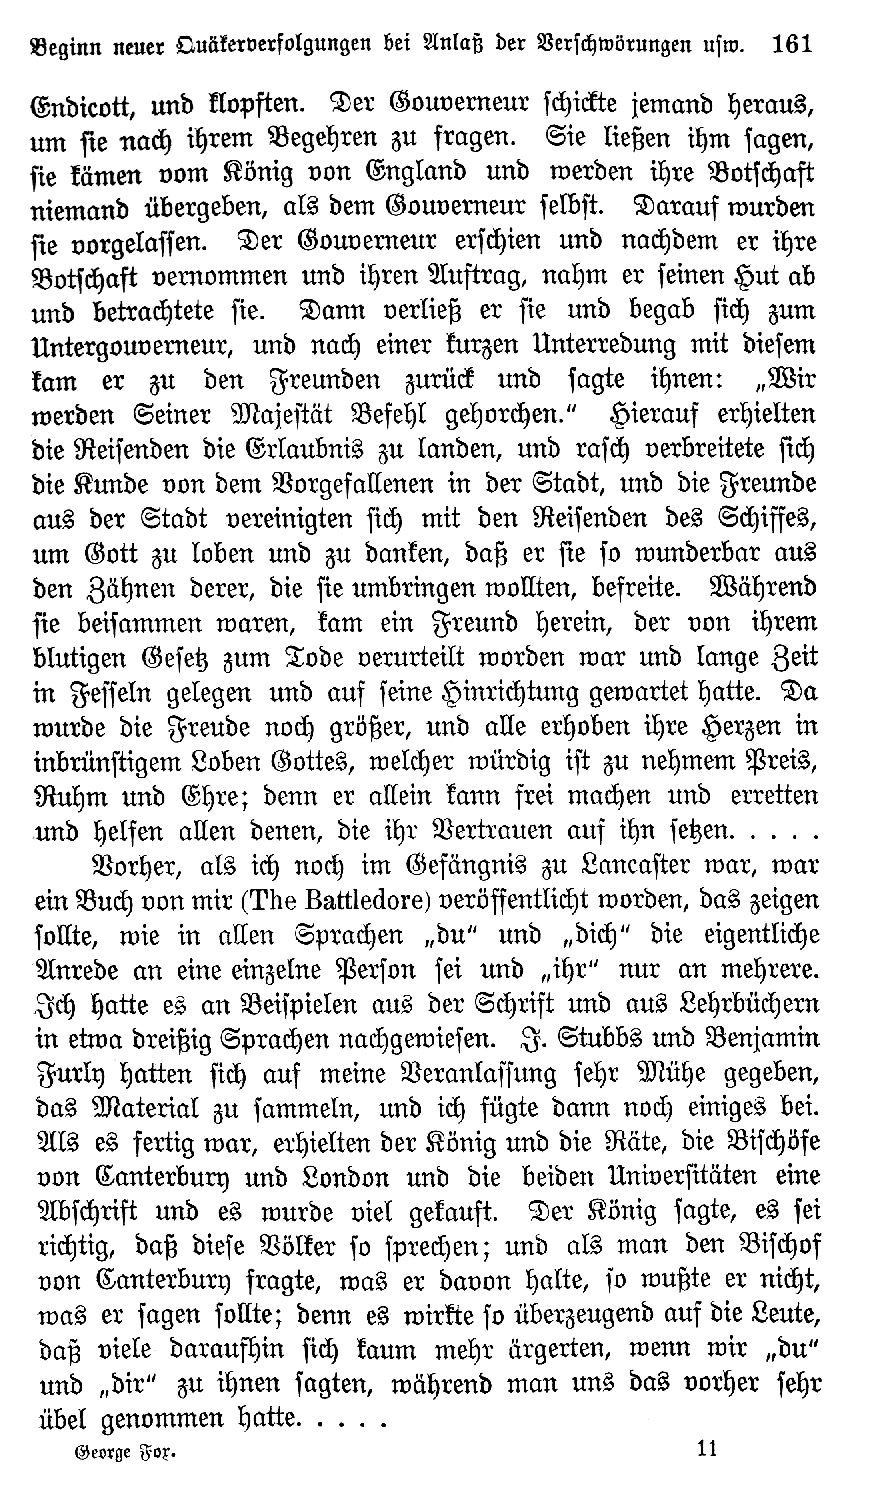 Beginn neuer Quäkerverfolgungen bei Anlaß der Verschwörungen usw. 161
Endicott, und klopften. Der Gouverneur schickte jemand heraus,
um sie nach ihrem Begehren zu fragen. Sie ließen ihm sagen,
sie kämen vom König von England und werden ihre Botschaft
niemand übergeben, als dem Gouverneur selbst. Darauf wurden
sie vorgelassen. Der Gouverneur erschien und nachdem er ihre
Botschaft vernommen und ihren Auftrag, nahm er seinen Hut ab
und betrachtete sie. Dann verließ er sie und begab sich zum
Untergouverneur, und nach einer kurzen Unterredung mit diesem
kam er zu den Freunden zurück und sagte ihnen: „Wir
werden Seiner Majestät Befehl gehorchen.“ Hierauf erhielten
die Reisenden die Erlaubnis zu landen, und rasch verbreitete sich
die Kunde von dem Vorgefallenen in der Stadt, und die Freunde
aus der Stadt vereinigten sich mit den Reisenden des Schiffes,
um Gott zu loben und zu danken, daß er sie so wunderbar aus
den Zähnen derer, die sie umbringen wollten, befreite. Während
sie beisammen waren, kam ein Freund herein, der von ihrem
blutigen Gesetz zum Tode verurteilt worden war und lange Zeit
in Fesseln gelegen und auf seine Hinrichtung gewartet hatte. Da
wurde die Freude noch größer, und alle erhoben ihre Herzen in
inbrünstigem Loben Gottes, welcher würdig ist zu nehmem Preis,
Ruhm und Ehre; denn er allein kann frei machen und erretten
und helfen allen denen, die ihr Vertrauen auf ihn setzen. . . . .
Vorher, als ich noch im Gefängnis zu Lancaster war, war
ein Buch von mir (The Battledore) veröffentlicht worden, das zeigen
sollte, wie in allen Sprachen „du“ und „dich“ die eigentliche
Anrede an eine einzelne Person sei und „ihr“ nur an mehrere.
Ich hatte es an Beispielen aus der Schrift und aus Lehrbüchern
in etwa dreißig Sprachen nachgewiesen. J. Stubbs und Benjamin
Furly hatten sich auf meine Veranlassung sehr Mühe gegeben,
das Material zu sammeln, und ich fügte dann noch einiges bei.
Als es fertig war, erhielten der König und die Räte, die Bischöfe
von Canterbury und London und die beiden Universitäten eine
Abschrift und es wurde viel gekauft. Der König sagte, es sei
richtig, daß diese Völker so sprechen; und als man den Bischof
von Canterbury fragte, was er davon halte, so wußte er nicht,
was er sagen sollte; denn es wirkte so überzeugend auf die Leute,
daß viele daraufhin sich kaum mehr ärgerten, wenn wir „du“
und „dir“ zu ihnen sagten, während man uns das vorher sehr
übel genommen hatte. . . . .
George Fox. 11